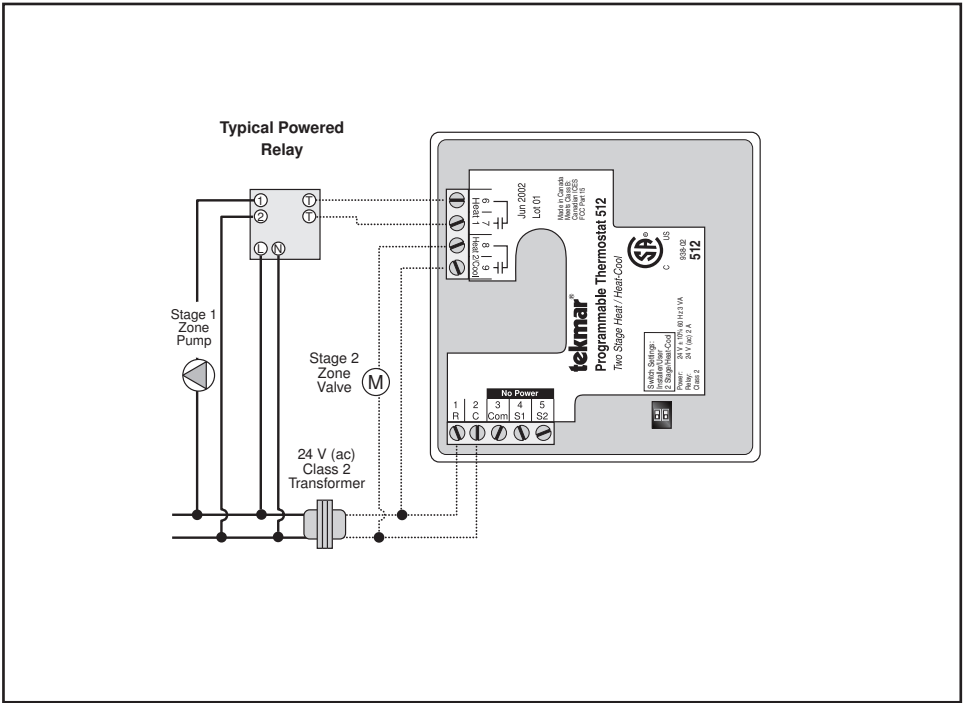 Typical Powered
Relay
1
2
T
T
L
N
Stage 1
Zone
Pump
Stage 2
Zone
Valve
M
24 V (ac)
Class 2
Transformer
6
7
Heat 1
8
9
Heat 2/Cool
Jun 2002
Lot 01
Made in Canada
Meets Class B:
Canadian ICES
FCC Part 15
tekmar®
Programmable Thermostat 512
Two Stage Heat / Heat-Cool
C
SA®
US
938-02
512
Switch Settings:
Installer/User
2 Stage/Heat-Cool
Power: 24 V ± 10% 60 Hz 3 VA
Relay: 24 V (ac) 2 A
Class 2
No Power
1 2 3 4 5
R C Com S1 S2